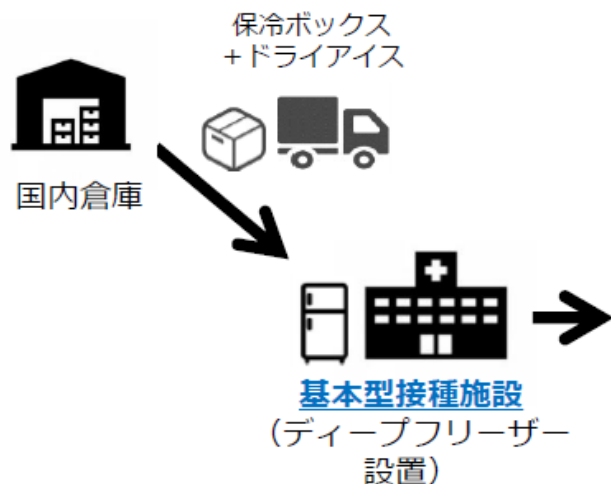 保冷ボックス
+ドライアイス
国内倉庫
基本型接種施設
(ディープフリーザー
設置)